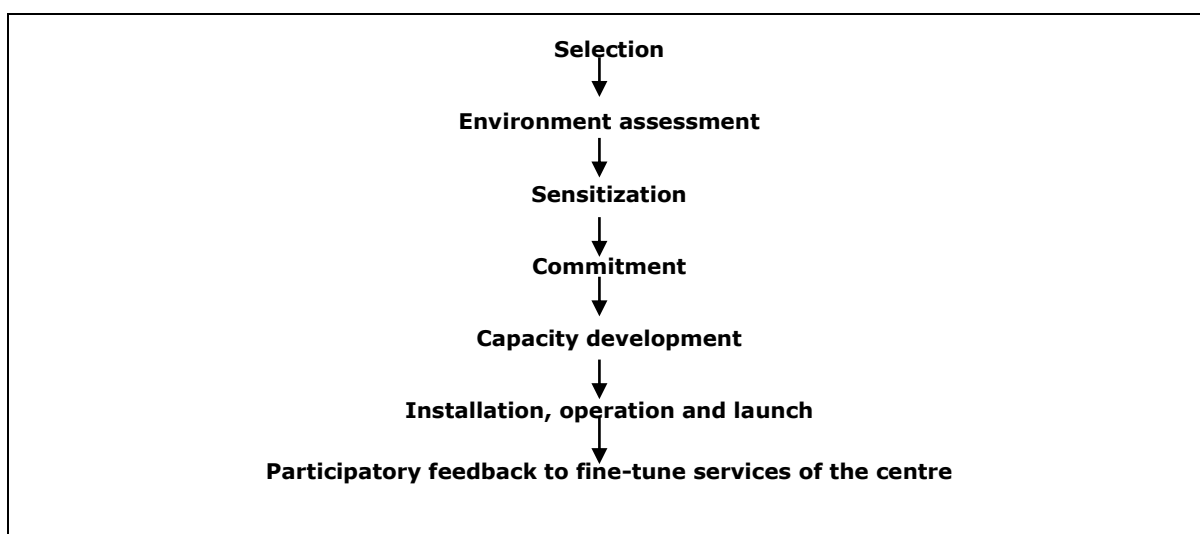 Selection
Environment assessment
Sensitization
Commitment
Capacity development
Installation, operation and launch
Participatory feedback to fine-tune services of the centre